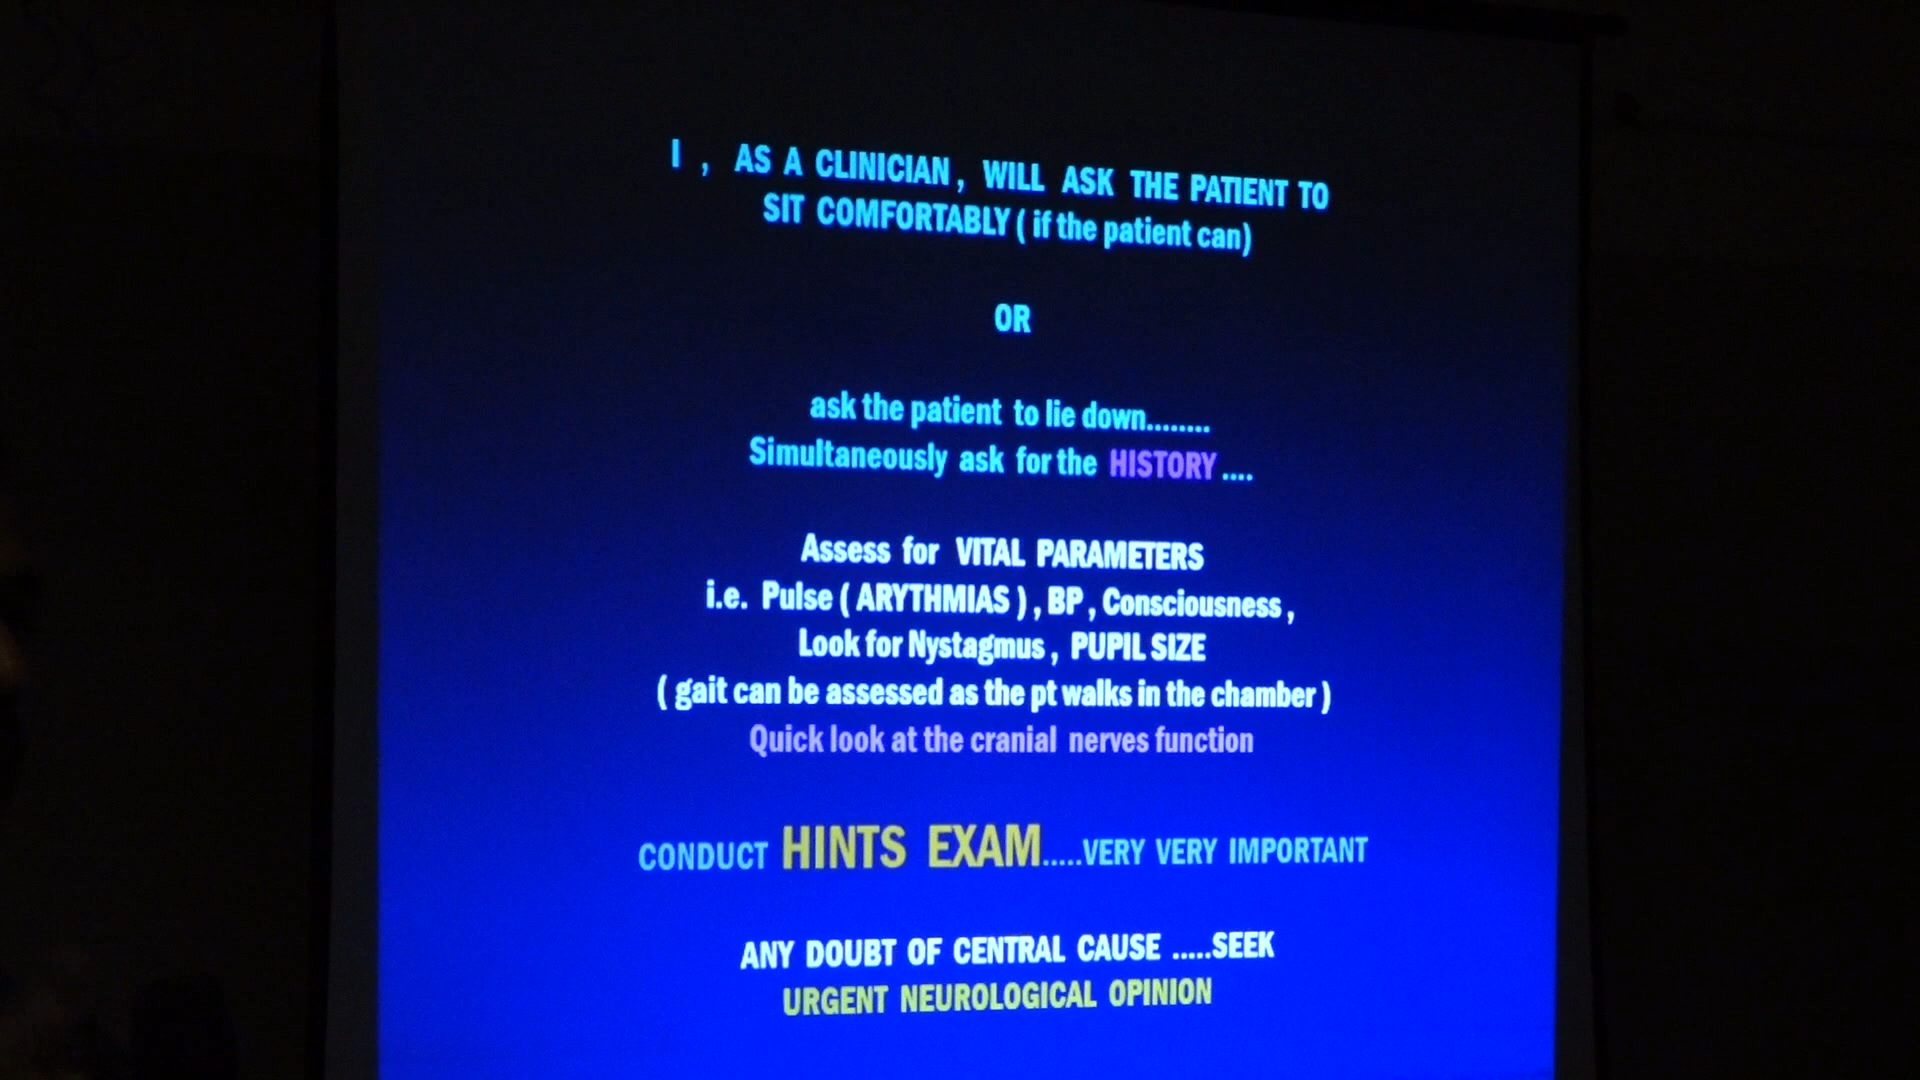 I , AS A CLINICIAN , WILL ASK THE PATIENT TO
SIT COMFORTABLY ( if the patient can)
OR
ask the patient to lie down........
Simultaneously ask for the HISTORY ....
Assess for VITAL PARAMETERS
i.e. Pulse ( ARYTHMIAS ) , BP , Consciousness ,
Look for Nystagmus , PUPIL SIZE
( gait can be assessed as the pt walks in the chamber )
Quick look at the cranial nerves function
CONDUCT HINTS EXAM.....VERY VERY IMPORTANT
ANY DOUBT OF CENTRAL CAUSE .....SEEK
URGENT NEUROLOGICAL OPINION